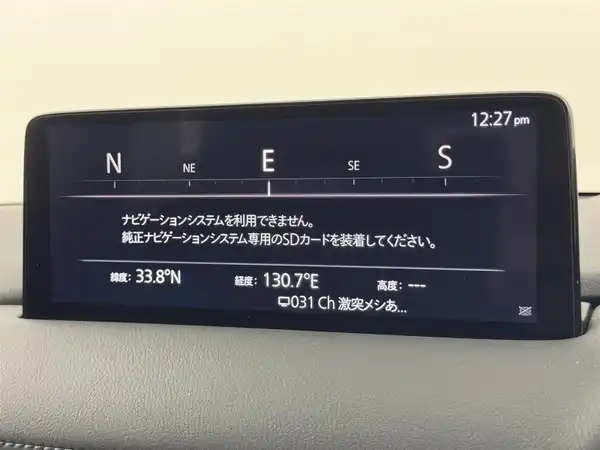 12:27pm
N NE E SE S
ナビゲーションシステムを利用できません。
純正ナビゲーションシステム専用のSDカードを装着してください。
緯度: 33.8°N 経度: 130.7°E 高度: ---
031 Ch 激突メシあ...